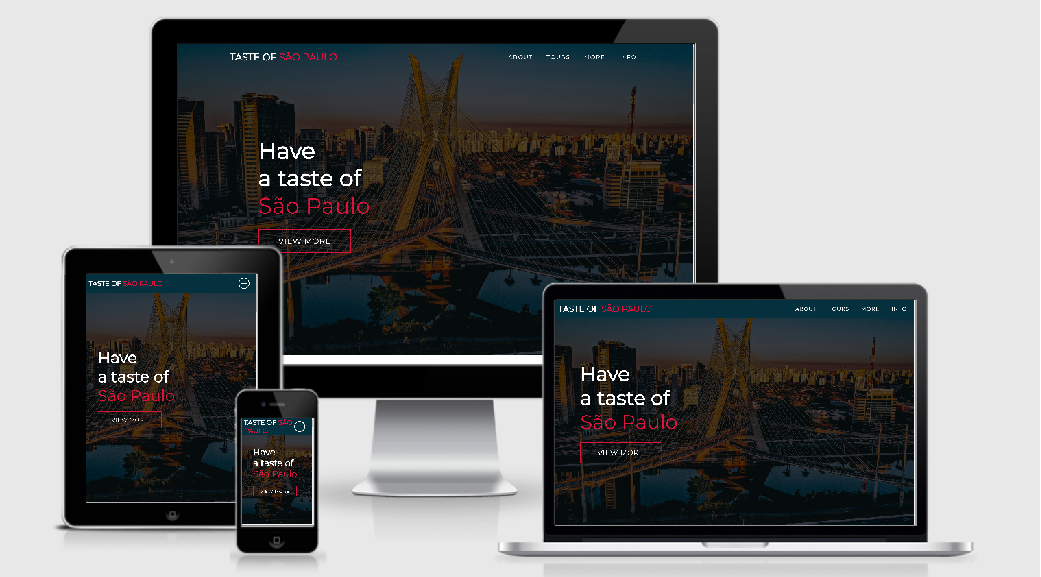 TASTE OF SÃO PAULO
ABOUT TOURS MORE INFO
Have
a taste of
São Paulo
VIEW MORE
TASTE OF SÃO PAULO
Have
a taste of
São Paulo
VIEW MORE
TASTE OF SÃO
PAULO
Have
a taste of
São Paulo
VIEW MORE
TASTE OF SÃO PAULO
ABOUT TOURS MORE INFO
Have
a taste of
São Paulo
VIEW MORE